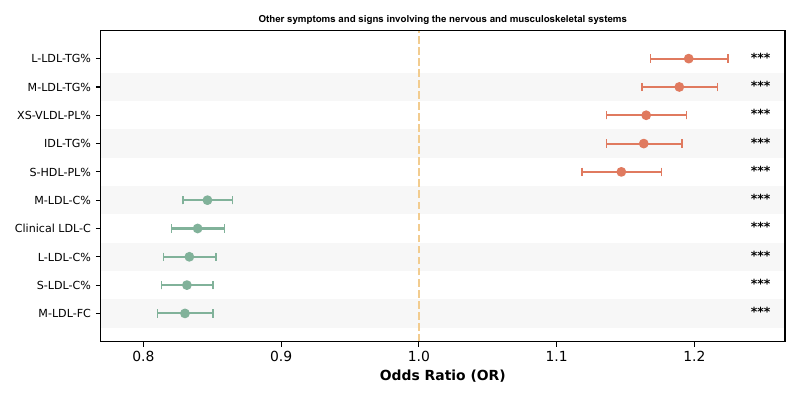 Other symptoms and signs involving the nervous and musculoskeletal systems
L-LDL-TG% ***
M-LDL-TG% ***
XS-VLDL-PL% ***
IDL-TG% ***
S-HDL-PL% ***
M-LDL-C% ***
Clinical LDL-C ***
L-LDL-C% ***
S-LDL-C% ***
M-LDL-FC ***
0.8 0.9 1.0 1.1 1.2
Odds Ratio (OR)